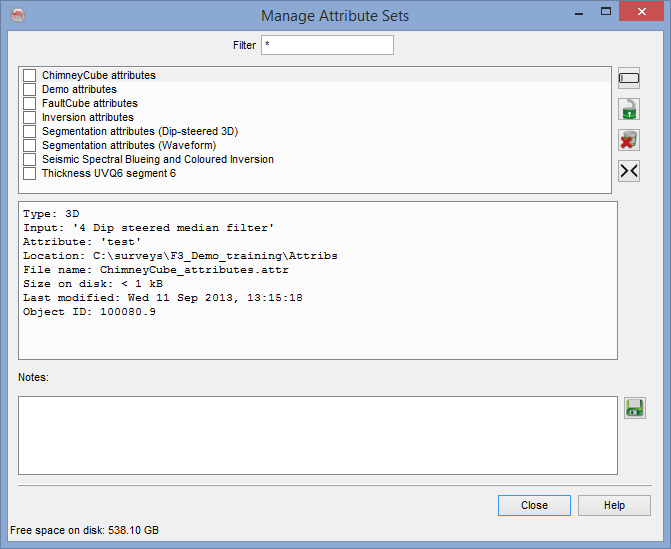 Manage Attribute Sets
Filter *
ChimneyCube attributes
Demo attributes
FaultCube attributes
Inversion attributes
Segmentation attributes (Dip-steered 3D)
Segmentation attributes (Waveform)
Seismic Spectral Blueing and Coloured Inversion
Thickness UVQ6 segment 6
Type: 3D
Input: '4 Dip steered median filter'
Attribute: 'test'
Location: C:\surveys\F3_Demo_training\Attribs
File name: ChimneyCube_attributes.attr
Size on disk: < 1 kB
Last modified: Wed 11 Sep 2013, 13:15:18
Object ID: 100080.9
Notes:
Close Help
Free space on disk: 538.10 GB